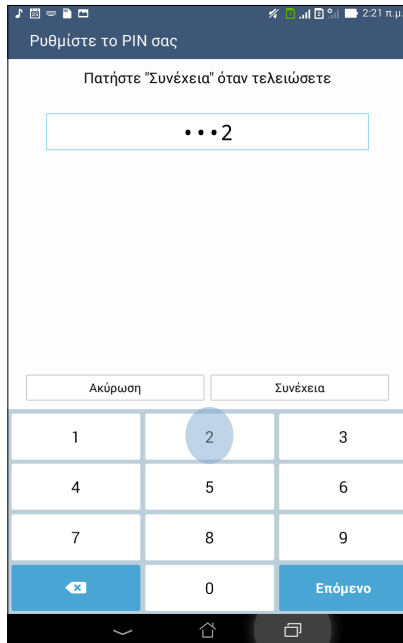 2:21 π.μ.
Ρυθμίστε το PIN σας
Πατήστε "Συνέχεια" όταν τελειώσετε
•••2
Ακύρωση Συνέχεια
1 2 3
4 5 6
7 8 9
0 Επόμενο